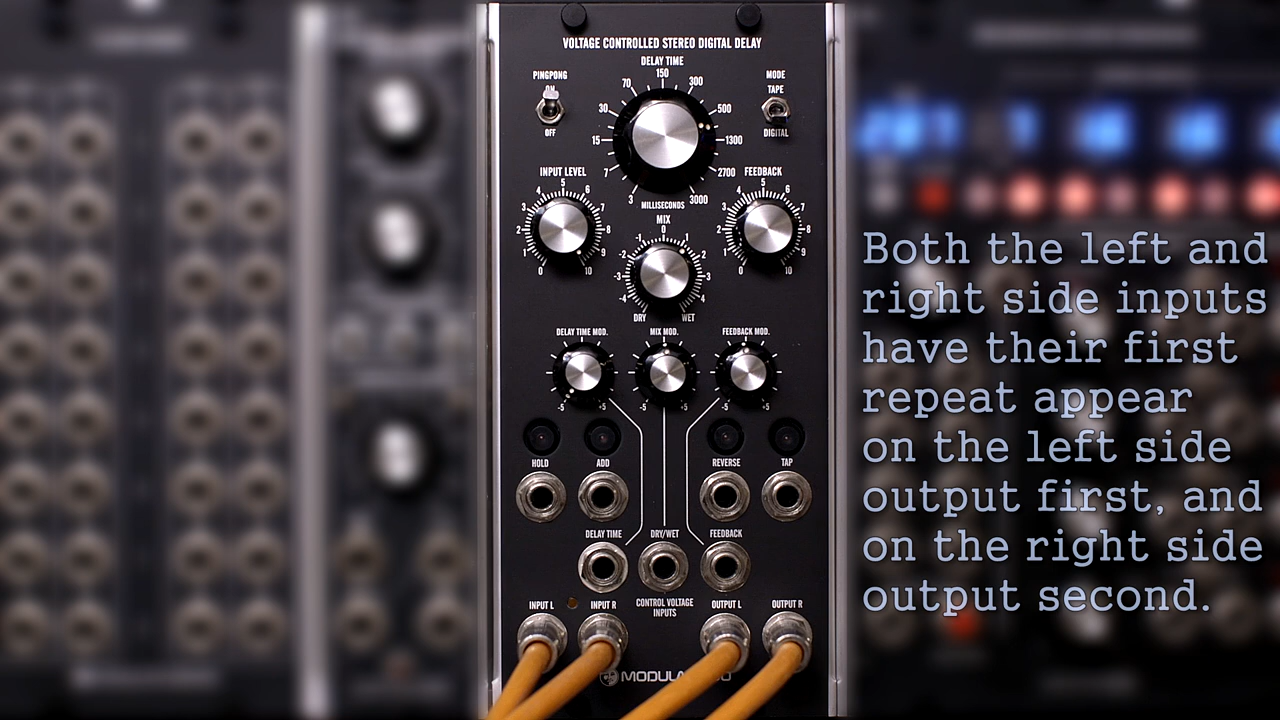 VOLTAGE CONTROLLED STEREO DIGITAL DELAY
DELAY TIME
3 7 15 30 70 150 300 500 1300 2700 3000
MILLISECONDS
PINGPONG
ON
OFF
MODE
TAPE
DIGITAL
INPUT LEVEL
0 1 2 3 4 5 6 7 8 9 10
FEEDBACK
0 1 2 3 4 5 6 7 8 9 10
MIX
-4 -3 -2 -1 0 1 2 3 4
DRY WET
DELAY TIME MOD. MIX MOD. FEEDBACK MOD.
-5 +5 -5 +5 -5 +5
HOLD ADD REVERSE TAP
DELAY TIME DRY/WET FEEDBACK
CONTROL VOLTAGE
INPUTS
INPUT L INPUT R OUTPUT L OUTPUT R
Both the left and
right side inputs
have their first
repeat appear
on the left side
output first, and
on the right side
output second.